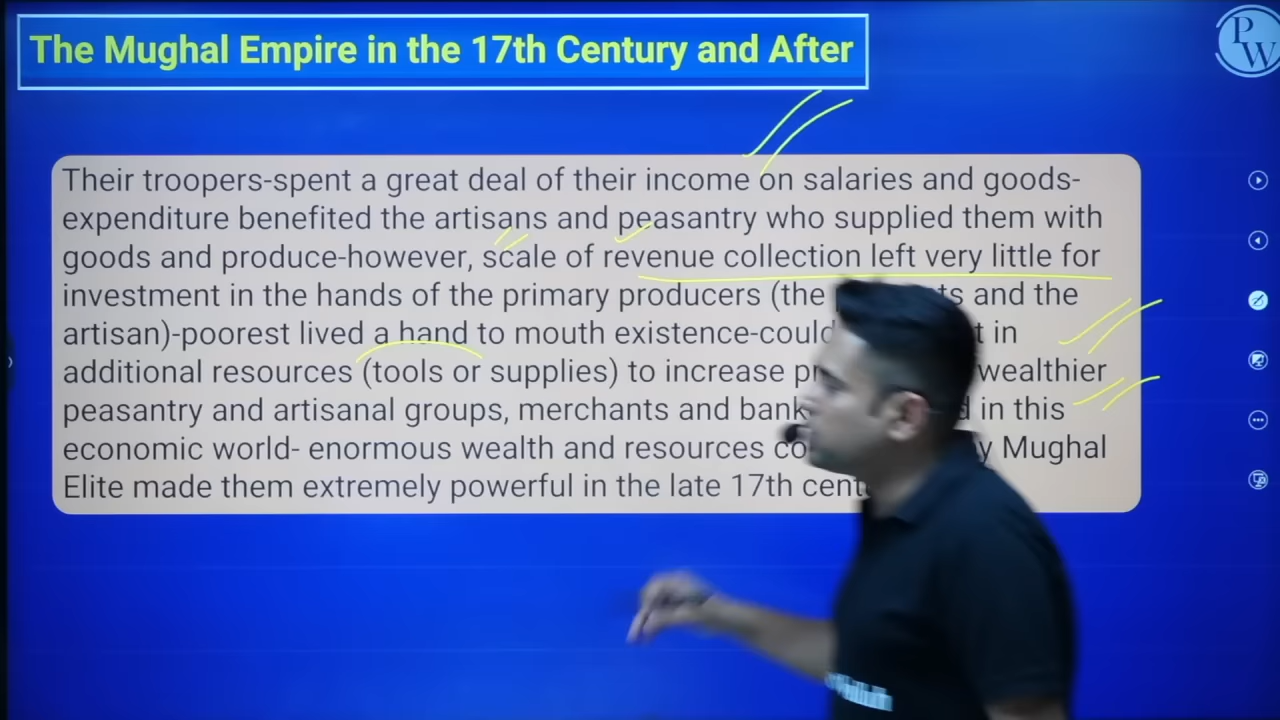 The Mughal Empire in the 17th Century and After
PW
Their troopers-spent a great deal of their income on salaries and goods-
expenditure benefited the artisans and peasantry who supplied them with
goods and produce-however, scale of revenue collection left very little for
investment in the hands of the primary producers (the and the
artisan)-poorest lived a hand to mouth existence-could in
additional resources (tools or supplies) to increase wealthier
peasantry and artisanal groups, merchants and in this
economic world- enormous wealth and resources Mughal
Elite made them extremely powerful in the late 17th